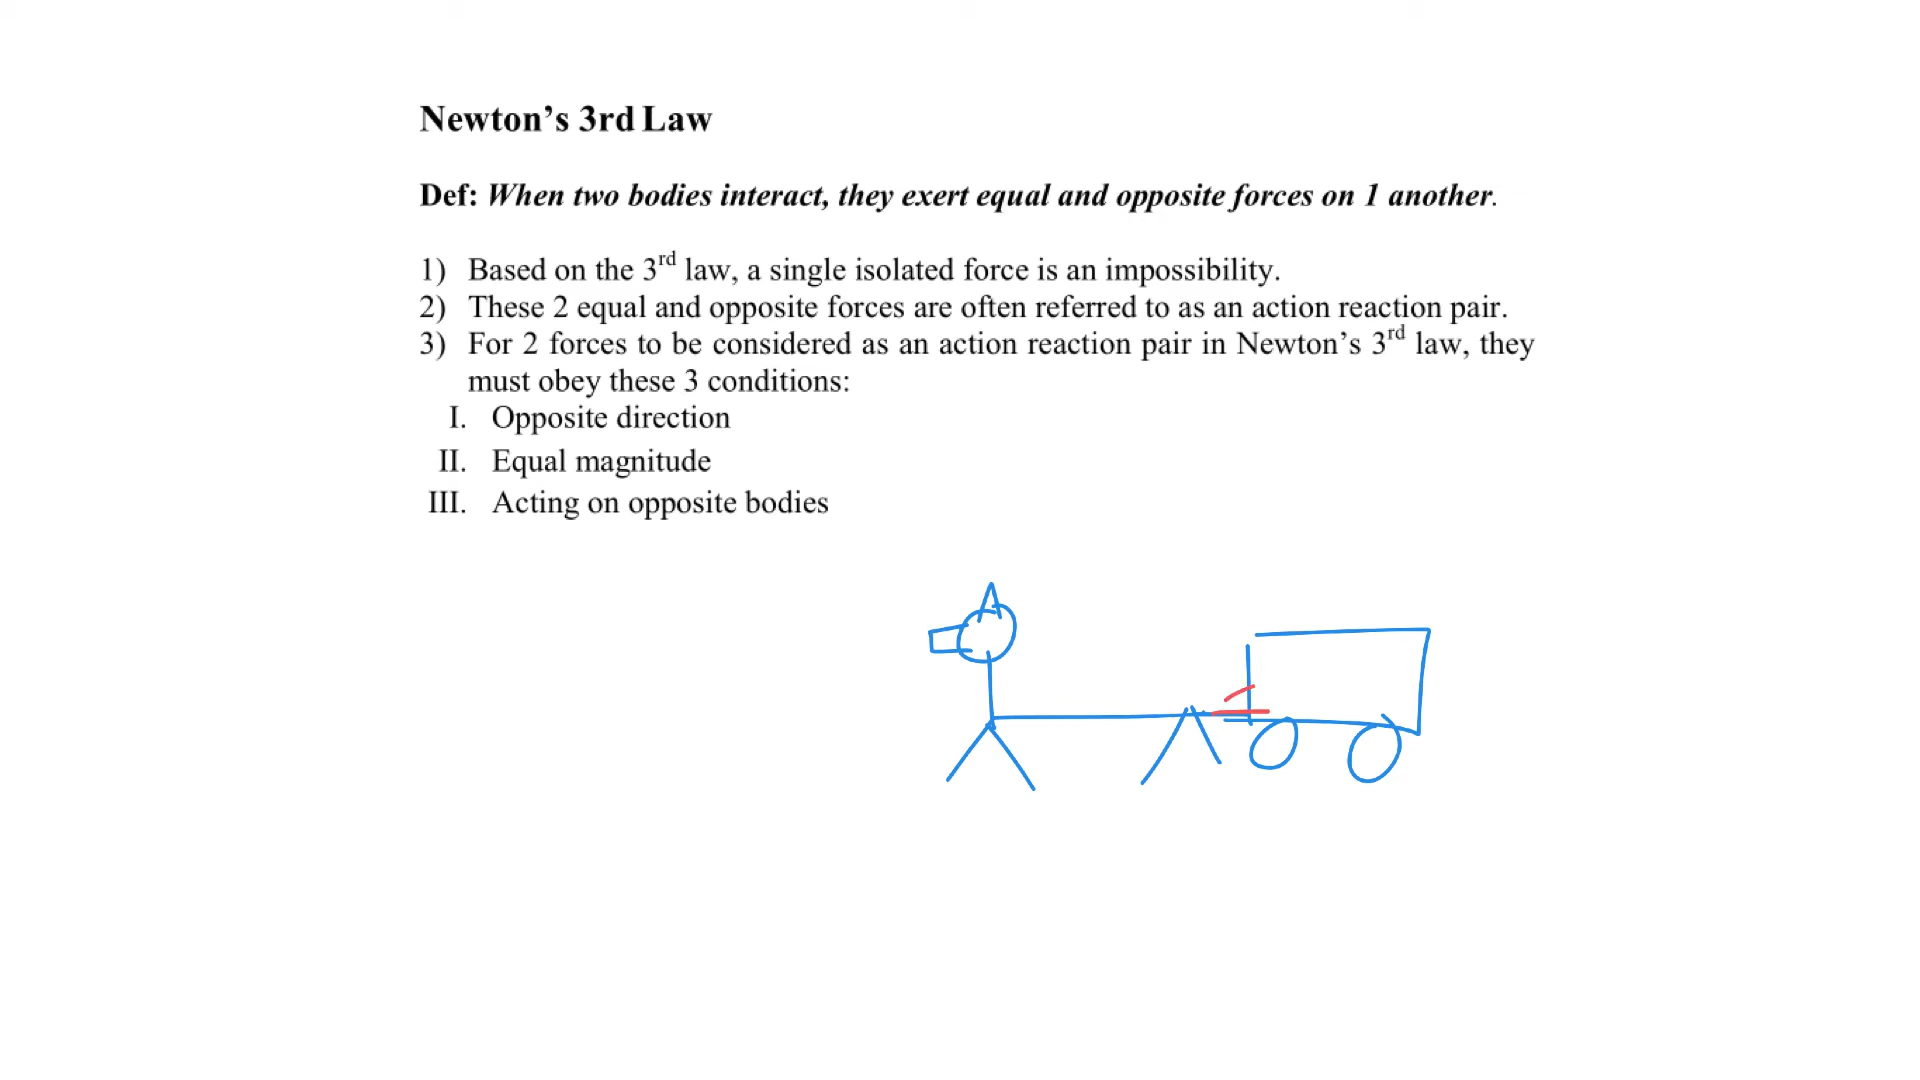 Newton’s 3rd Law
Def: When two bodies interact, they exert equal and opposite forces on 1 another.
1) Based on the 3rd law, a single isolated force is an impossibility.
2) These 2 equal and opposite forces are often referred to as an action reaction pair.
3) For 2 forces to be considered as an action reaction pair in Newton’s 3rd law, they
must obey these 3 conditions:
I. Opposite direction
II. Equal magnitude
III. Acting on opposite bodies